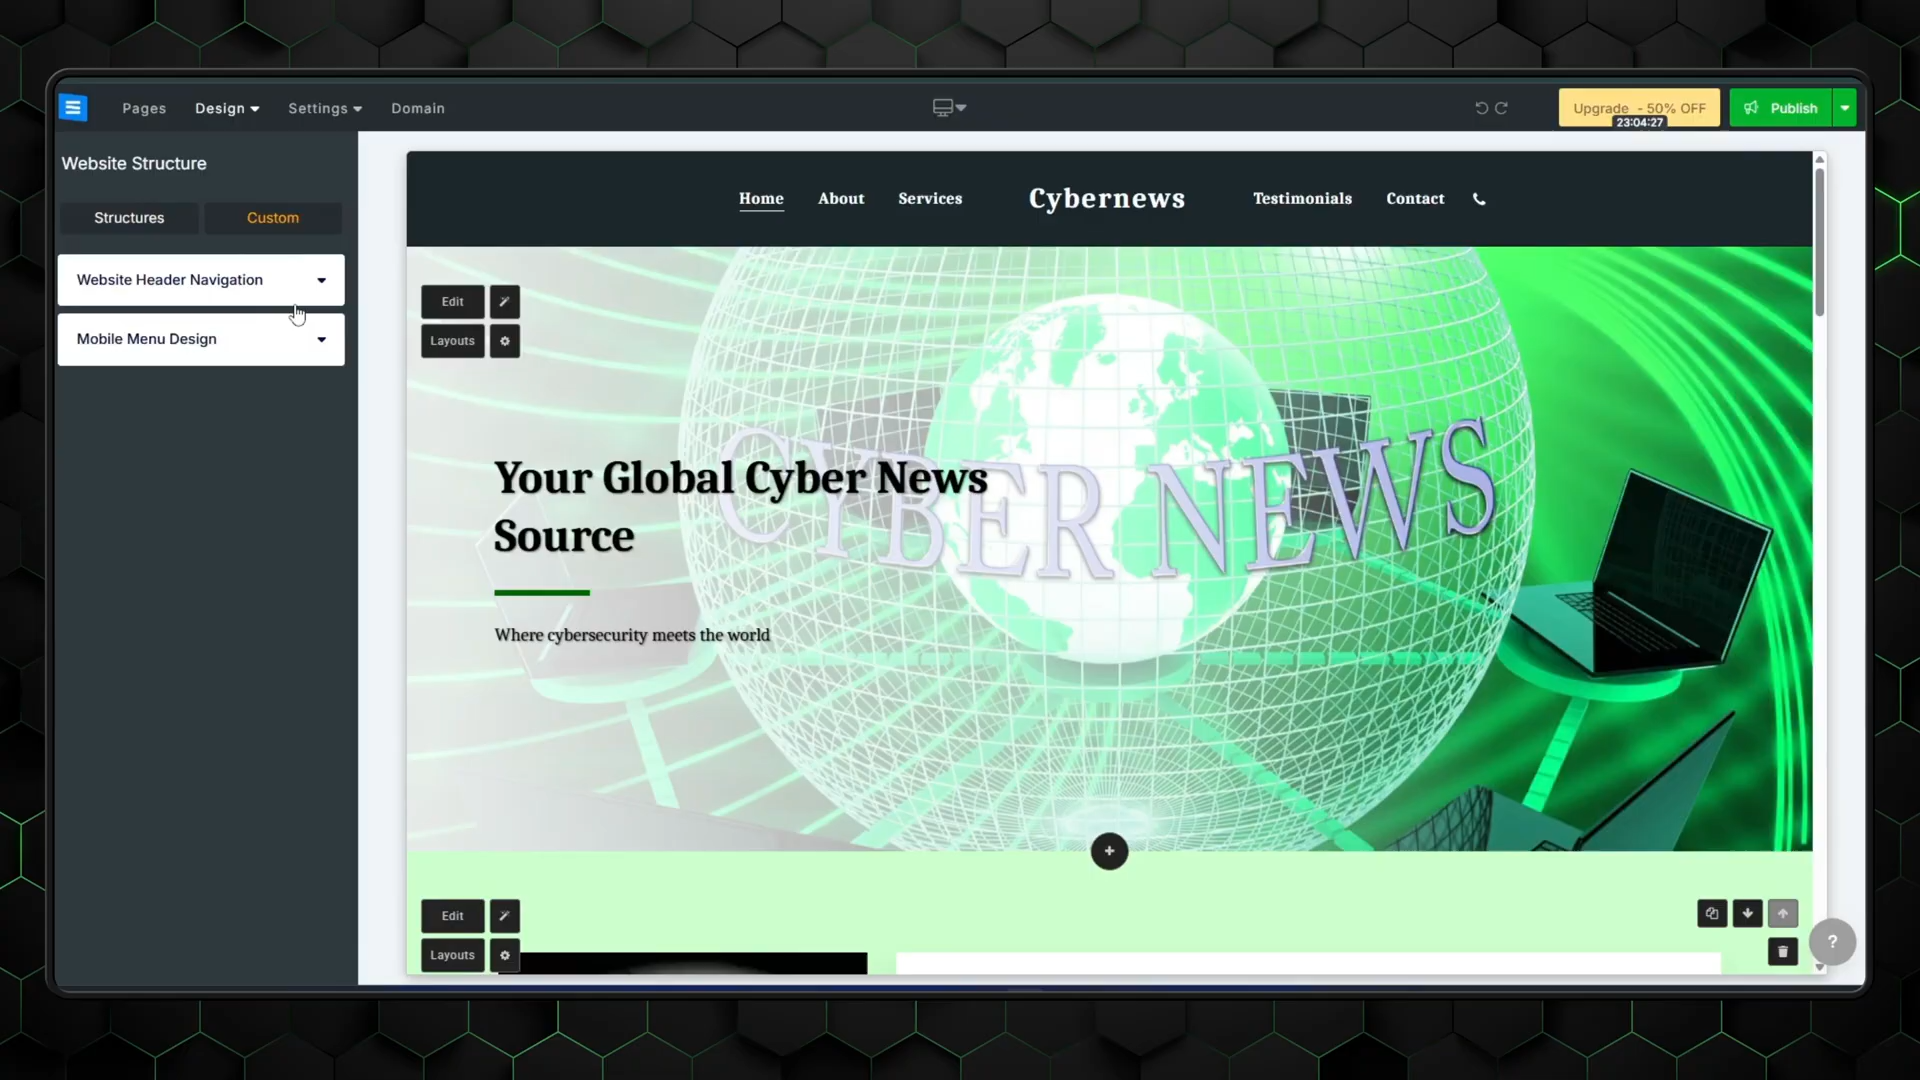 Pages Design Settings Domain
Upgrade - 50% OFF
23:04:27
Publish
Website Structure
Structures Custom
Website Header Navigation
Mobile Menu Design
Home About Services Cybernews Testimonials Contact
Edit
Layouts
CYBER NEWS
Your Global Cyber News
Source
Where cybersecurity meets the world
+
Edit
Layouts
?